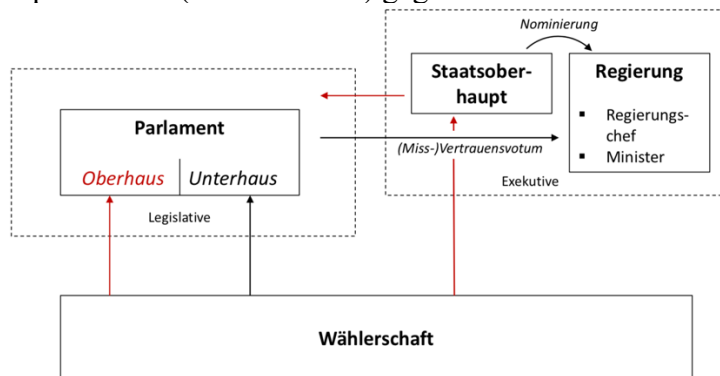 Nominierung
Staatsober-
haupt
Regierung
▪ Regierungs-
chef
▪ Minister
Exekutive
Parlament
Oberhaus
Unterhaus
Legislative
(Miss-)Vertrauensvotum
Wählerschaft